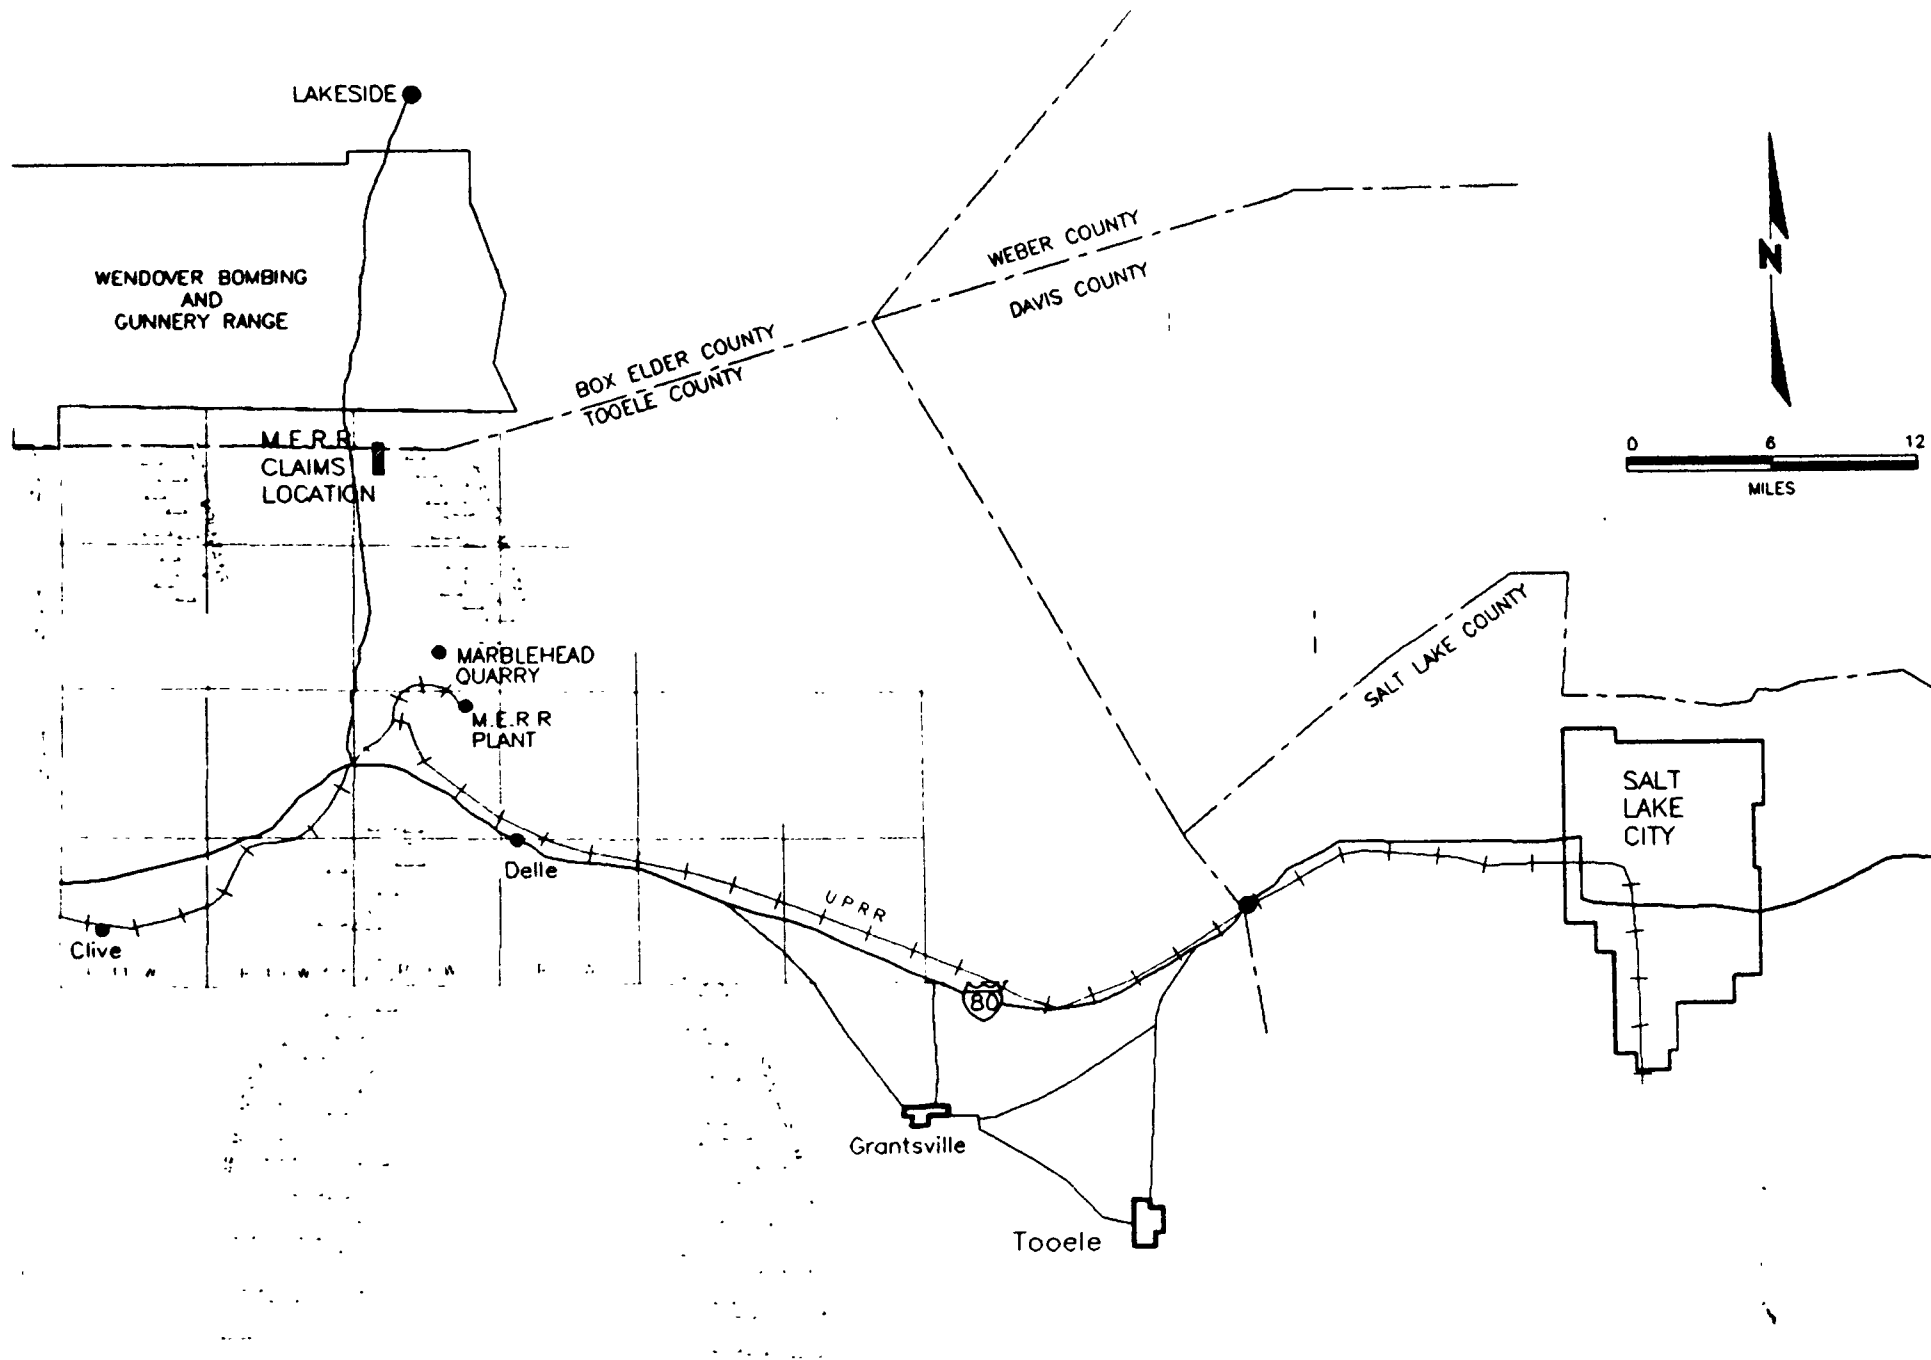 LAKESIDE
WENDOVER BOMBING
AND
GUNNERY RANGE
WEBER COUNTY
DAVIS COUNTY
BOX ELDER COUNTY
TOOELE COUNTY
N
0 6 12
MILES
M.E.R.R.
CLAIMS
LOCATION
SALT LAKE COUNTY
MARBLEHEAD
QUARRY
M.E.R R
PLANT
SALT
LAKE
CITY
Delle
UPRR
Clive
80
Grantsville
Tooele